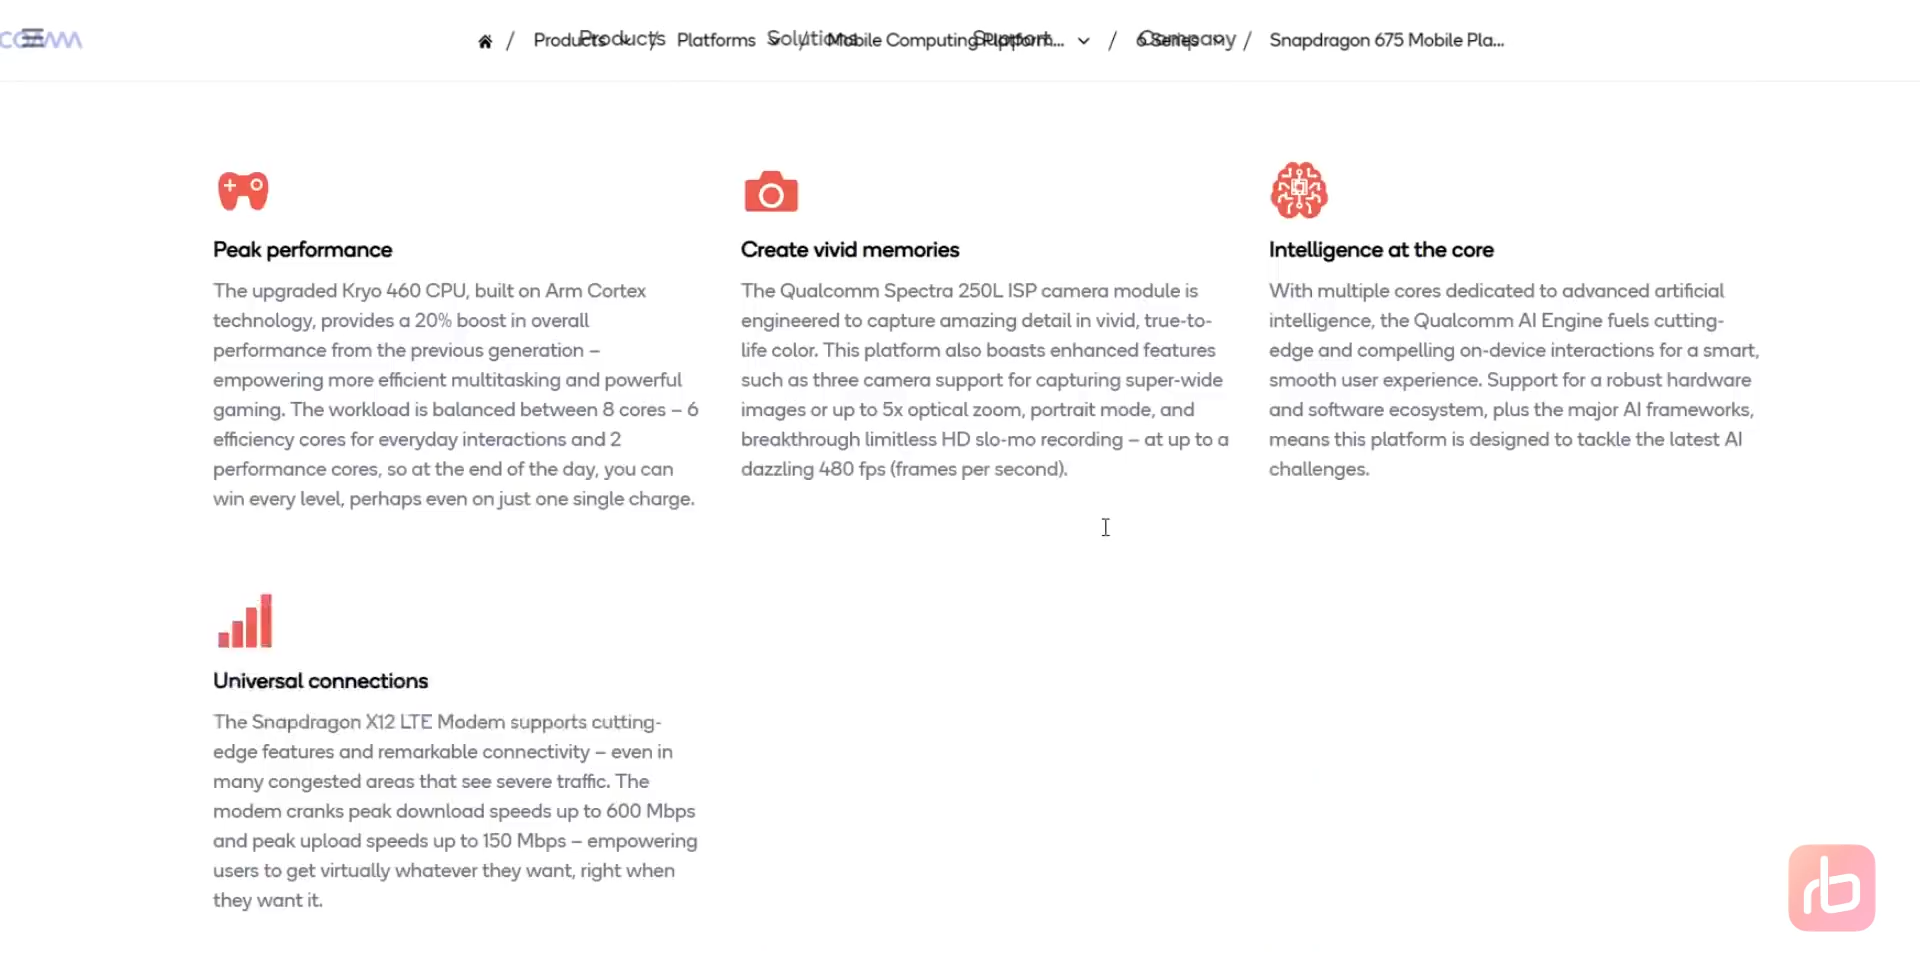 Products / Platforms / Mobile Computing Platform... / 6 Series / Snapdragon 675 Mobile Pla...
Products Solutions Support Company
Peak performance
The upgraded Kryo 460 CPU, built on Arm Cortex
technology, provides a 20% boost in overall
performance from the previous generation –
empowering more efficient multitasking and powerful
gaming. The workload is balanced between 8 cores – 6
efficiency cores for everyday interactions and 2
performance cores, so at the end of the day, you can
win every level, perhaps even on just one single charge.
Create vivid memories
The Qualcomm Spectra 250L ISP camera module is
engineered to capture amazing detail in vivid, true-to-
life color. This platform also boasts enhanced features
such as three camera support for capturing super-wide
images or up to 5x optical zoom, portrait mode, and
breakthrough limitless HD slo-mo recording – at up to a
dazzling 480 fps (frames per second).
Intelligence at the core
With multiple cores dedicated to advanced artificial
intelligence, the Qualcomm AI Engine fuels cutting-
edge and compelling on-device interactions for a smart,
smooth user experience. Support for a robust hardware
and software ecosystem, plus the major AI frameworks,
means this platform is designed to tackle the latest AI
challenges.
Universal connections
The Snapdragon X12 LTE Modem supports cutting-
edge features and remarkable connectivity – even in
many congested areas that see severe traffic. The
modem cranks peak download speeds up to 600 Mbps
and peak upload speeds up to 150 Mbps – empowering
users to get virtually whatever they want, right when
they want it.
rb